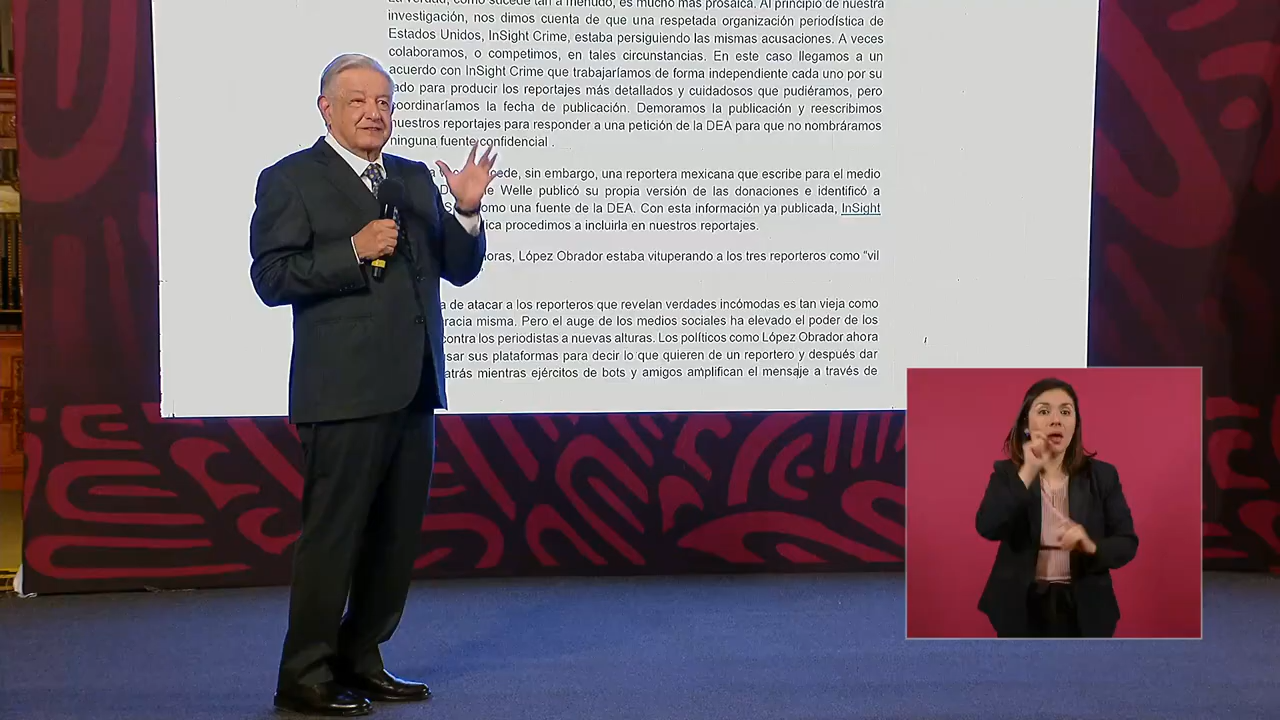 La verdad, como sucede tan a menudo, es mucho más prosaica. Al principio de nuestra
investigación, nos dimos cuenta de que una respetada organización periodística de
Estados Unidos, InSight Crime, estaba persiguiendo las mismas acusaciones. A veces
colaboramos, o competimos, en tales circunstancias. En este caso llegamos a un
acuerdo con InSight Crime que trabajaríamos de forma independiente cada uno por su
ado para producir los reportajes más detallados y cuidadosos que pudiéramos, pero
coordinaríamos la fecha de publicación. Demoramos la publicación y reescribimos
nuestros reportajes para responder a una petición de la DEA para que no nombráramos
ninguna fuente confidencial .
cede, sin embargo, una reportera mexicana que escribe para el medio
Welle publicó su propia versión de las donaciones e identificó a
como una fuente de la DEA. Con esta información ya publicada, InSight
ica procedimos a incluirla en nuestros reportajes.
horas, López Obrador estaba vituperando a los tres reporteros como “vil
a de atacar a los reporteros que revelan verdades incómodas es tan vieja como
racia misma. Pero el auge de los medios sociales ha elevado el poder de los
contra los periodistas a nuevas alturas. Los políticos como López Obrador ahora
sar sus plataformas para decir lo que quieren de un reportero y después dar
atrás mientras ejércitos de bots y amigos amplifican el mensaje a través de